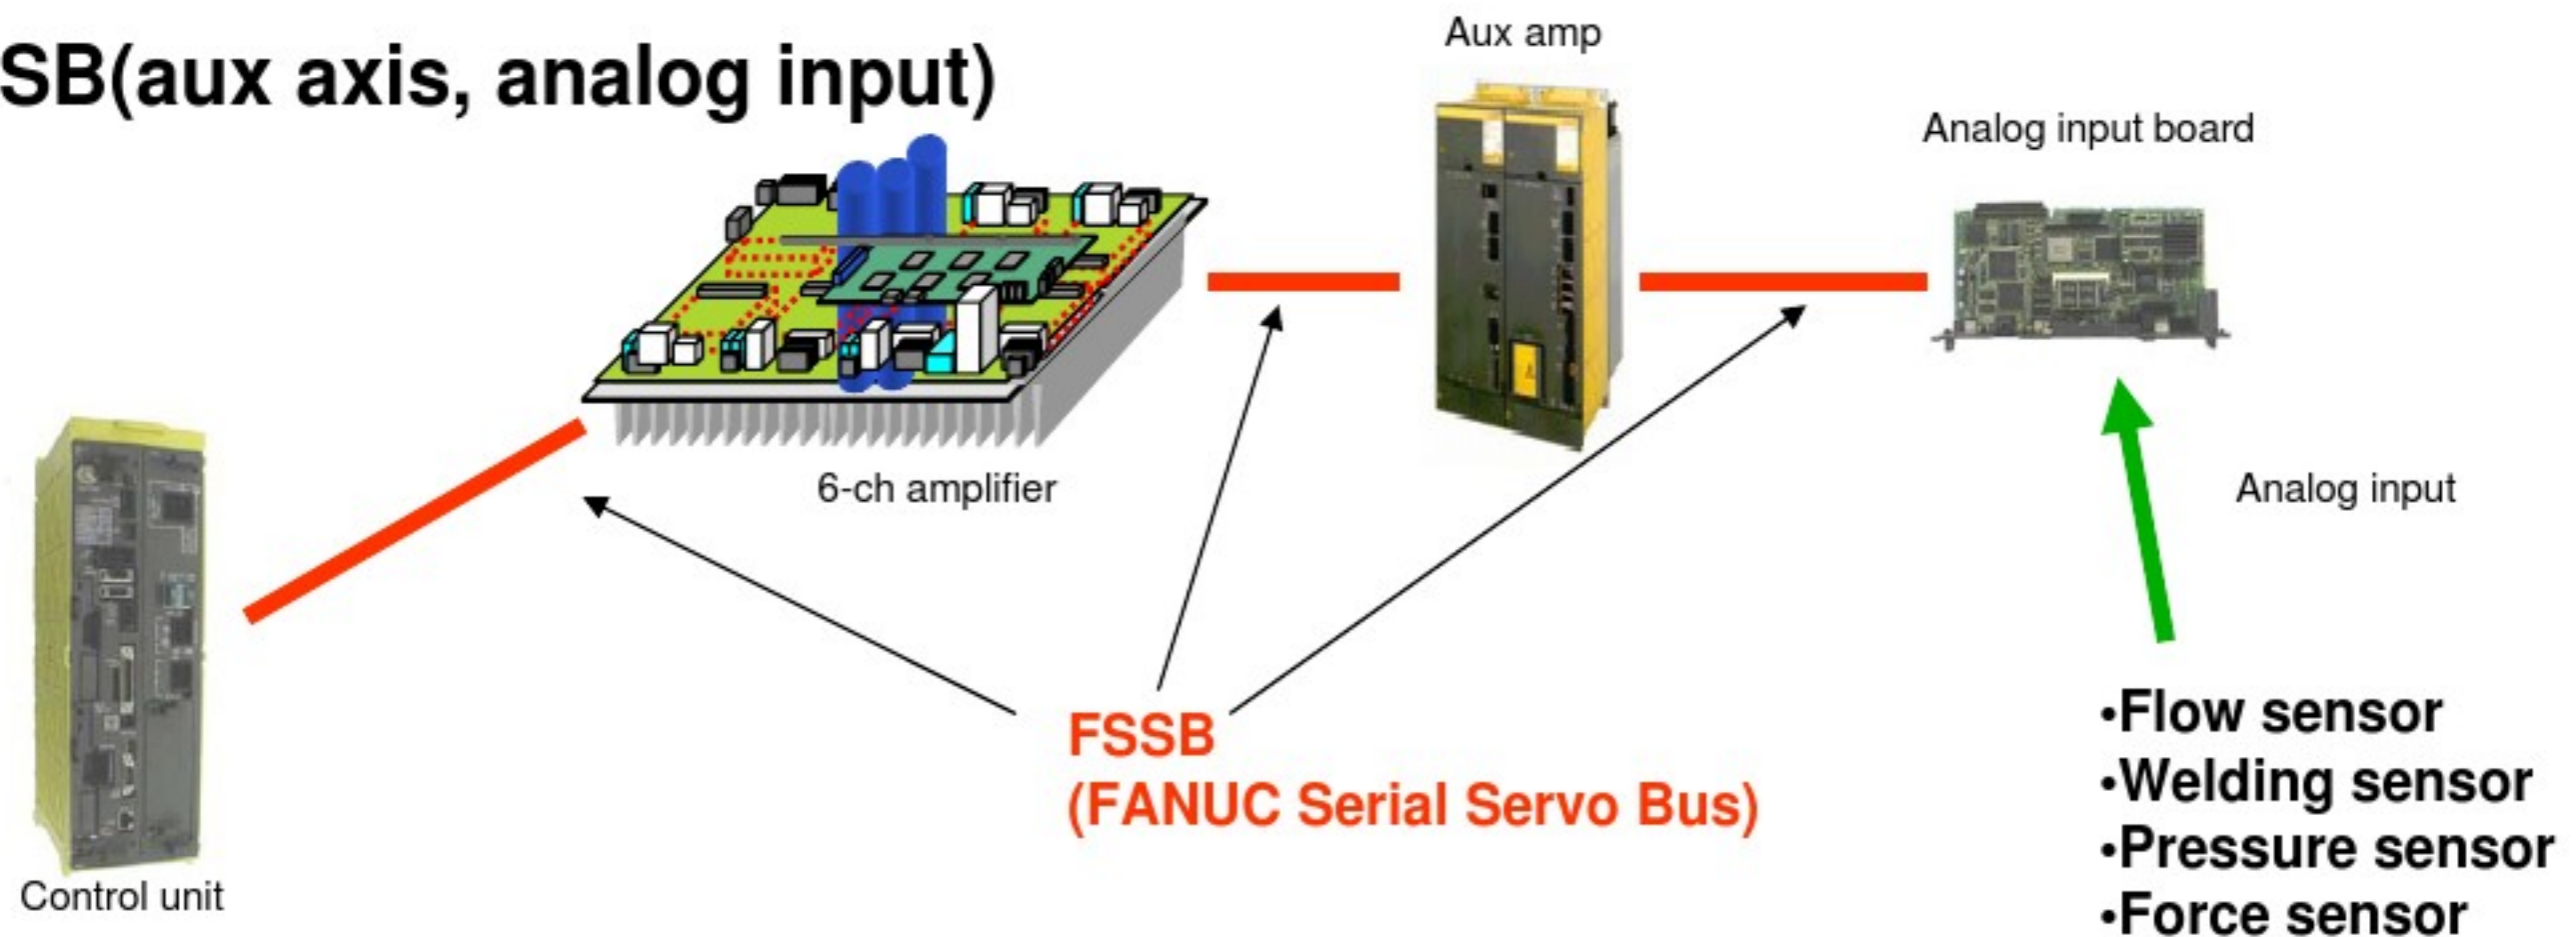 SB(aux axis, analog input)
Aux amp
Analog input board
6-ch amplifier
Analog input
FSSB
(FANUC Serial Servo Bus)
•Flow sensor
•Welding sensor
•Pressure sensor
•Force sensor
Control unit